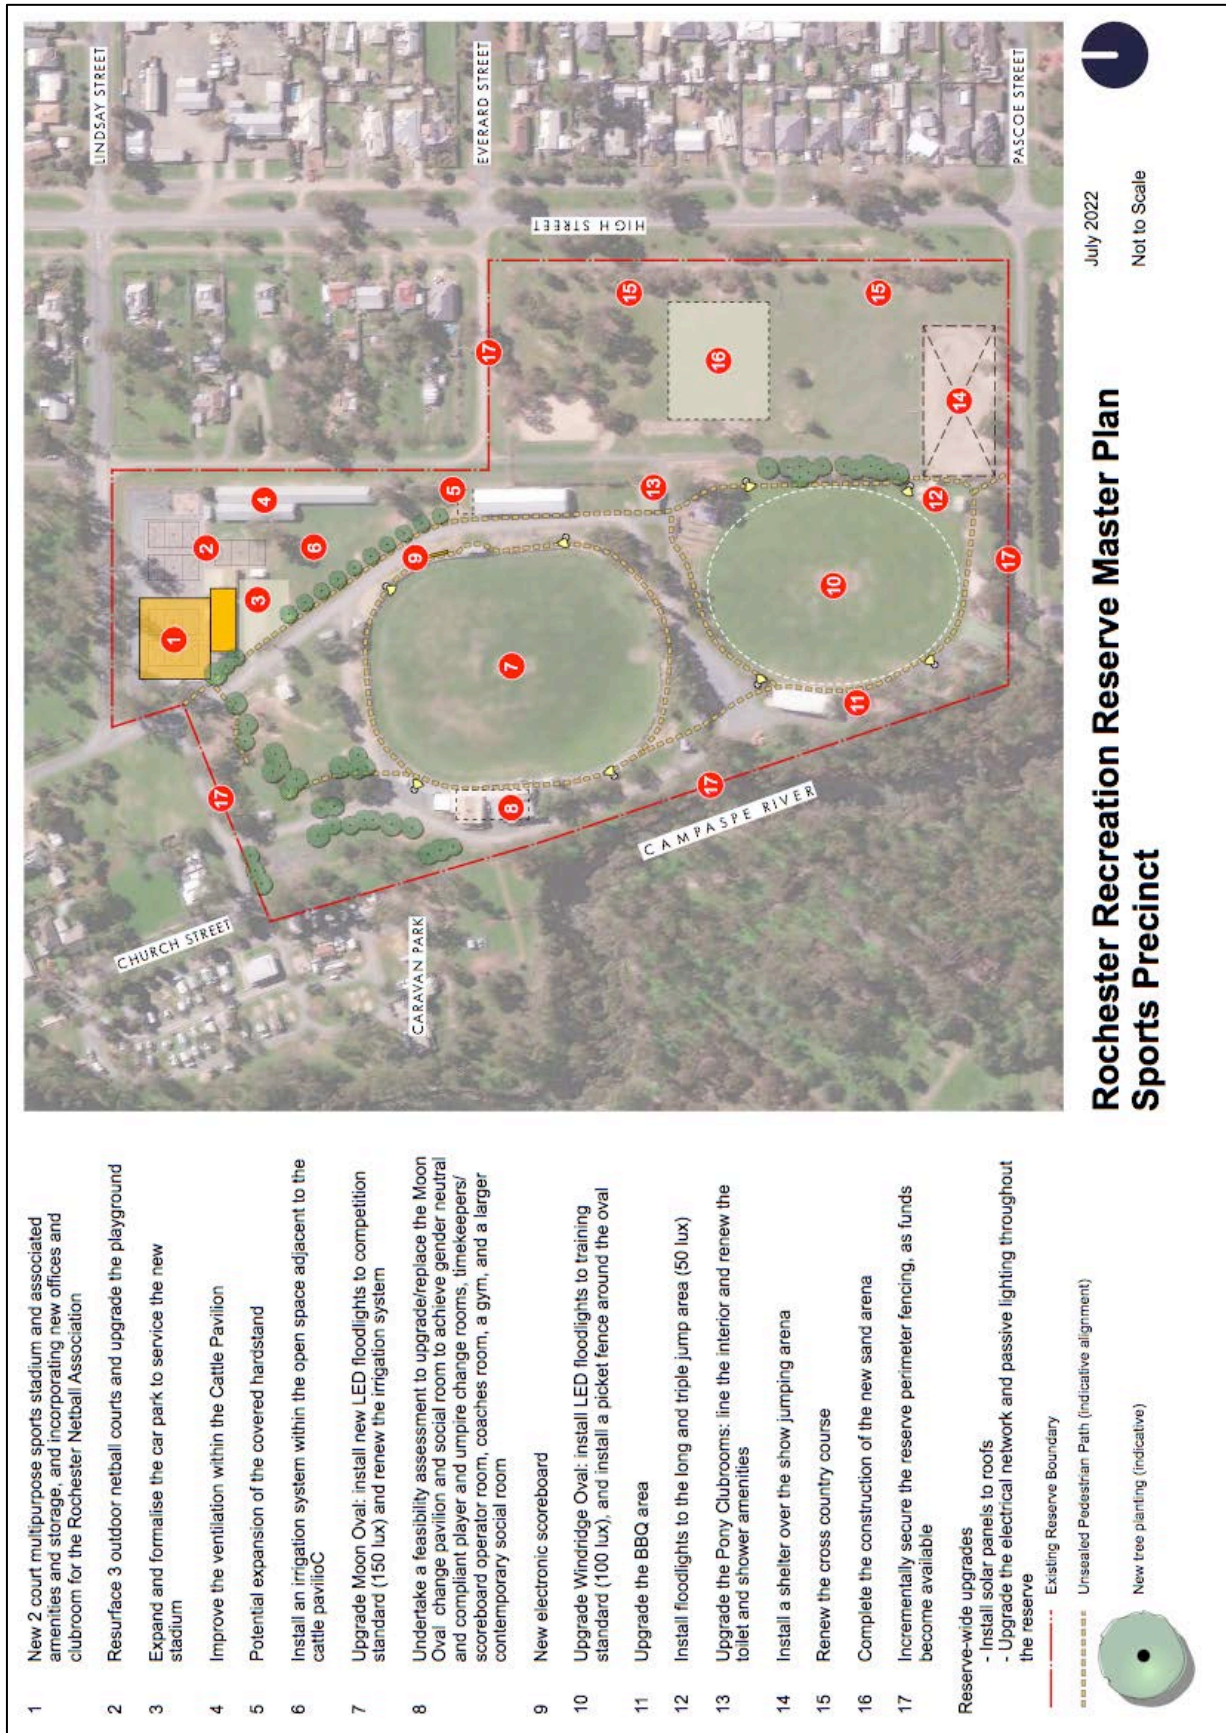 1 New 2 court multipurpose sports stadium and associated
amenities and storage, and incorporating new offices and
clubroom for the Rochester Netball Association
2 Resurface 3 outdoor netball courts and upgrade the playground
3 Expand and formalise the car park to service the new
stadium
4 Improve the ventilation within the Cattle Pavilion
5 Potential expansion of the covered hardstand
6 Install an irrigation system within the open space adjacent to the
cattle pavilioC
7 Upgrade Moon Oval: install new LED floodlights to competition
standard (150 lux) and renew the irrigation system
8 Undertake a feasibility assessment to upgrade/replace the Moon
Oval change pavilion and social room to achieve gender neutral
and compliant player and umpire change rooms, timekeepers/
scoreboard operator room, coaches room, a gym, and a larger
contemporary social room
9 New electronic scoreboard
10 Upgrade Windridge Oval: install LED floodlights to training
standard (100 lux), and install a picket fence around the oval
11 Upgrade the BBQ area
12 Install floodlights to the long and triple jump area (50 lux)
13 Upgrade the Pony Clubrooms: line the interior and renew the
toilet and shower amenities
14 Install a shelter over the show jumping arena
15 Renew the cross country course
16 Complete the construction of the new sand arena
17 Incrementally secure the reserve perimeter fencing, as funds
become available
Reserve-wide upgrades
- Install solar panels to roofs
- Upgrade the electrical network and passive lighting throughout
the reserve
Existing Reserve Boundary
Unsealed Pedestrian Path (indicative alignment)
New tree planting (indicative)
LINDSAY STREET
EVERARD STREET
PASCOE STREET
HIGH STREET
CHURCH STREET
CARAVAN PARK
CAMPASPE RIVER
1
2
3
4
5
6
7
8
9
10
11
12
13
14
15
15
16
17
17
17
17
Rochester Recreation Reserve Master Plan
Sports Precinct
July 2022
Not to Scale